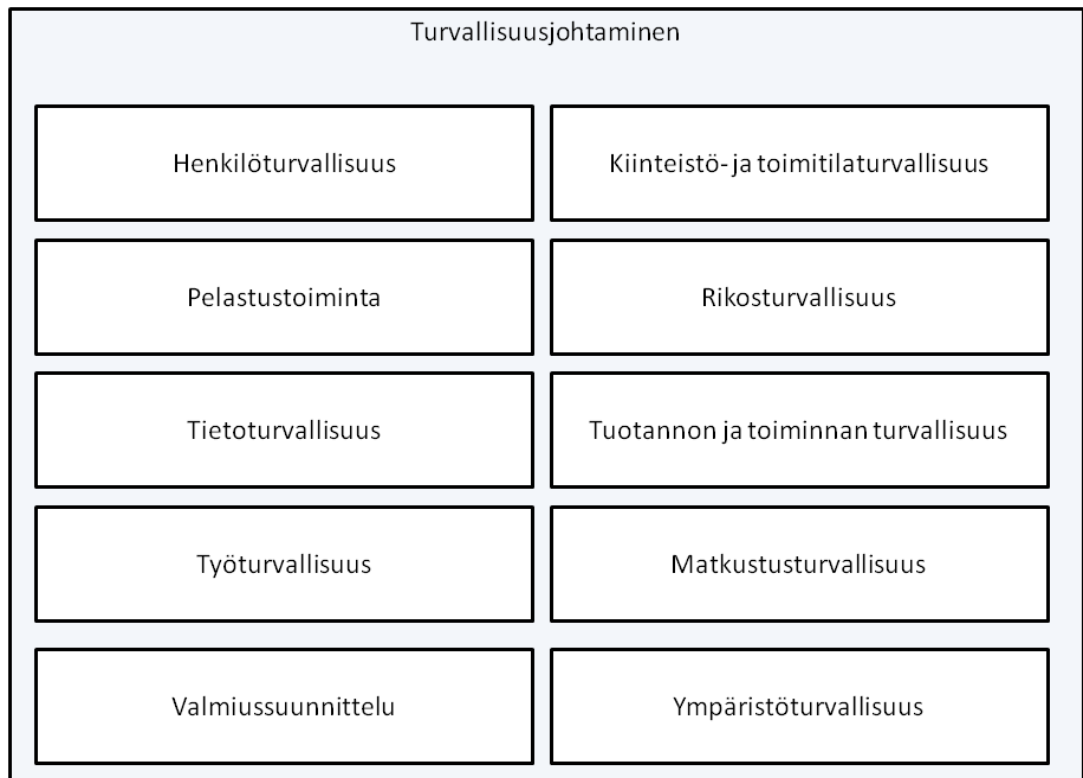 Turvallisuusjohtaminen
Henkilöturvallisuus
Kiinteistö- ja toimitilaturvallisuus
Pelastustoiminta
Rikosturvallisuus
Tietoturvallisuus
Tuotannon ja toiminnan turvallisuus
Työturvallisuus
Matkustusturvallisuus
Valmiussuunnittelu
Ympäristöturvallisuus